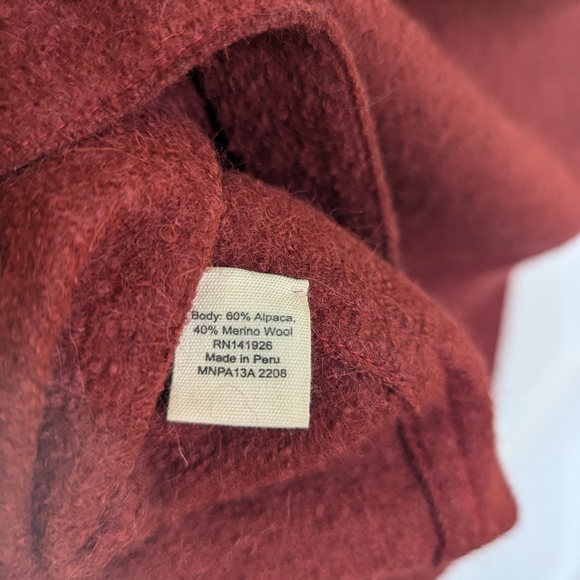 Body: 60% Alpaca,
40% Merino Wool
RN141926
Made in Peru
MNPA13A 2208